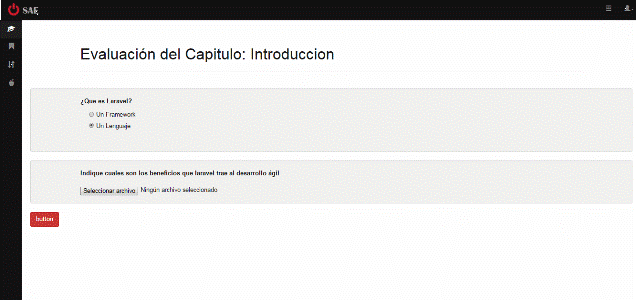 SAE
Evaluación del Capitulo: Introduccion
¿Que es Laravel?
Un Framework
Un Lenguaje
Indique cuales son los beneficios que laravel trae al desarrollo ágil
Seleccionar archivo Ningún archivo seleccionado
button